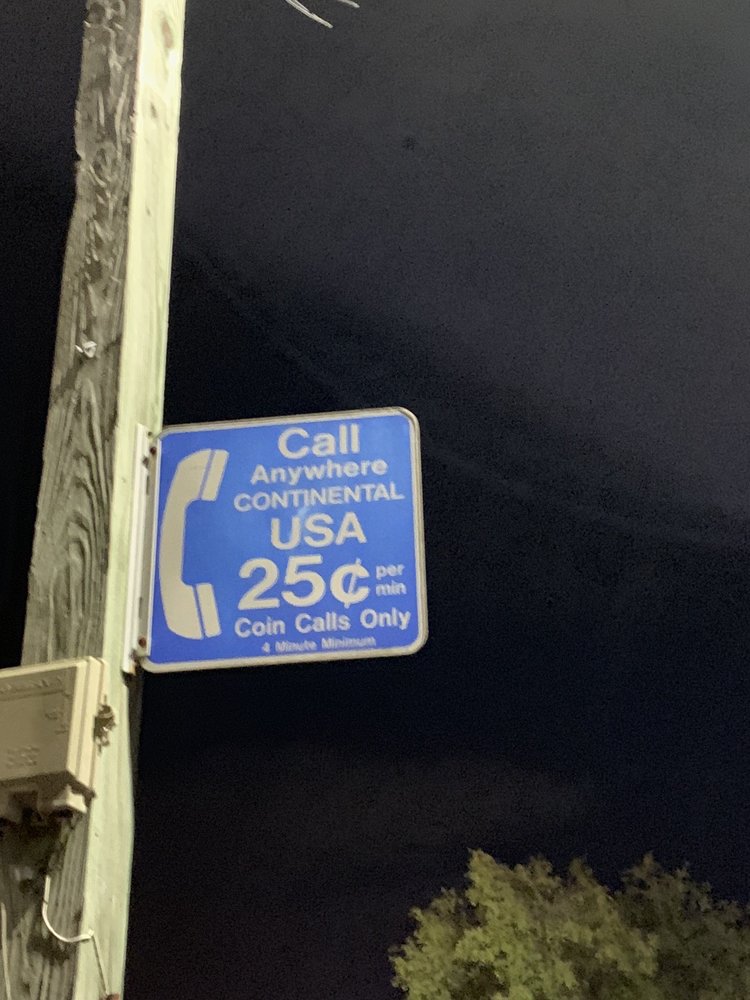 Call
Anywhere
CONTINENTAL
USA
25¢ per min
Coin Calls Only
4 Minute Minimum